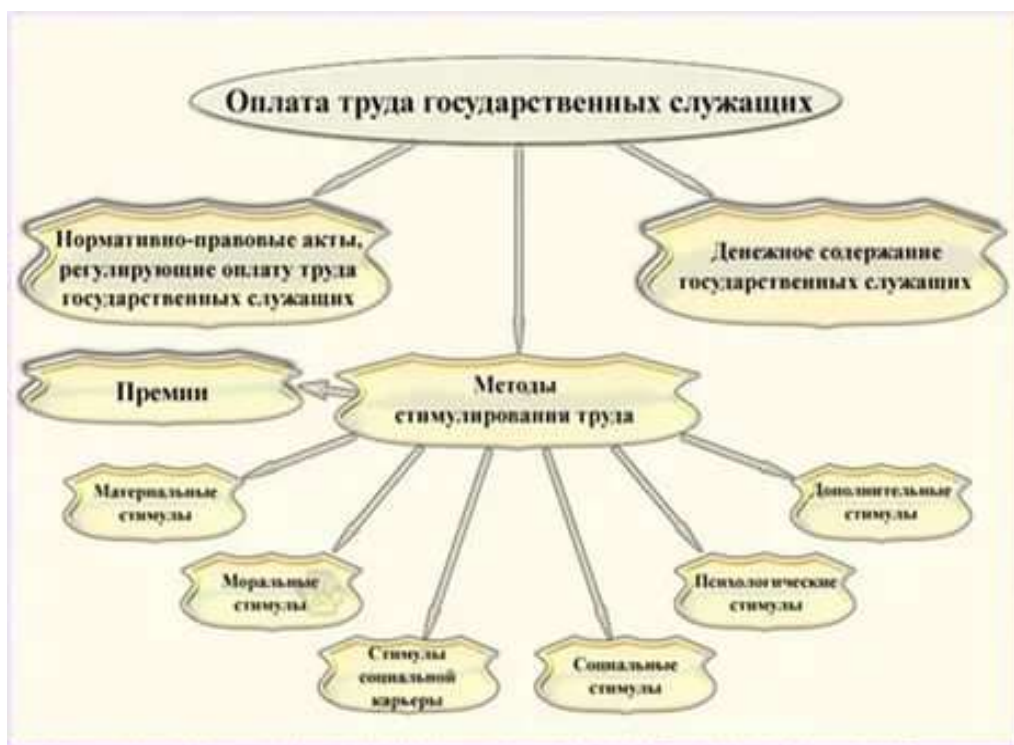 Оплата труда государственных служащих
Нормативно-правовые акты,
регулирующие оплату труда
государственных служащих
Денежное содержание
государственных служащих
Премии
Методы
стимулирования труда
Материальные
стимулы
Дополнительные
стимулы
Моральные
стимулы
Психологические
стимулы
Стимулы
социальной
карьеры
Социальные
стимулы